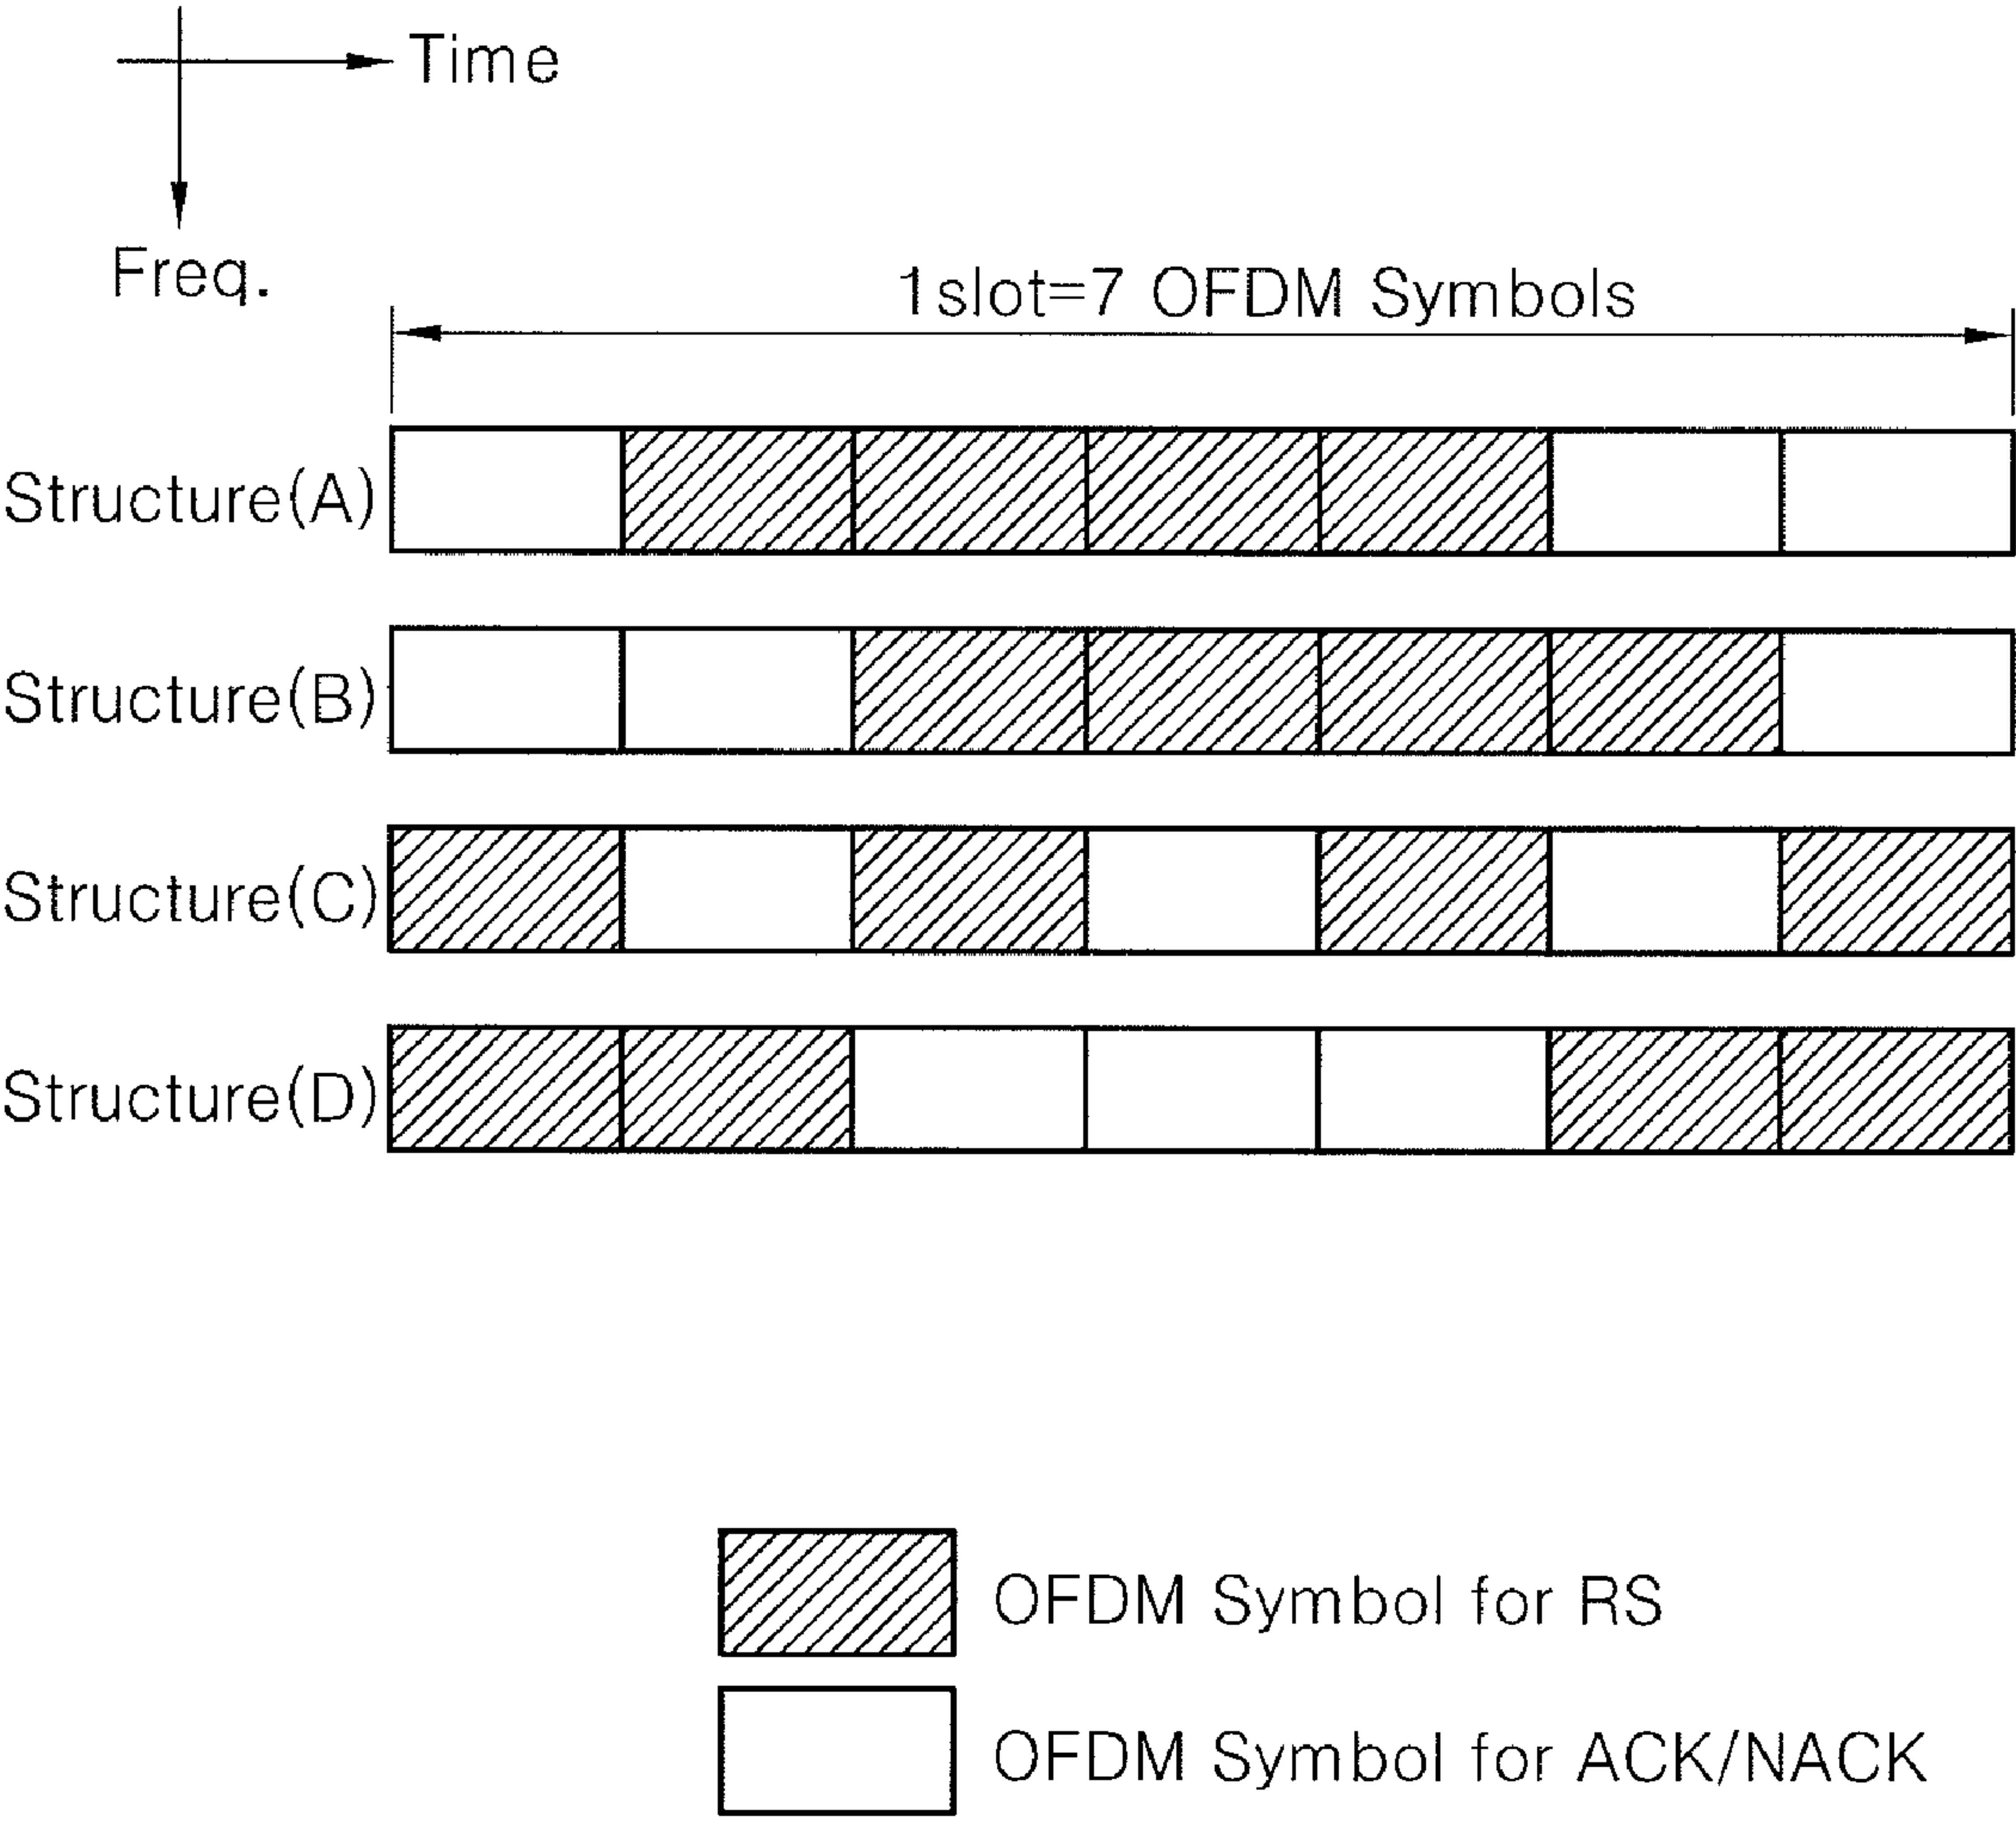 Time
Freq.
1slot=7 OFDM Symbols
Structure(A)
Structure(B)
Structure(C)
Structure(D)
OFDM Symbol for RS
OFDM Symbol for ACK/NACK